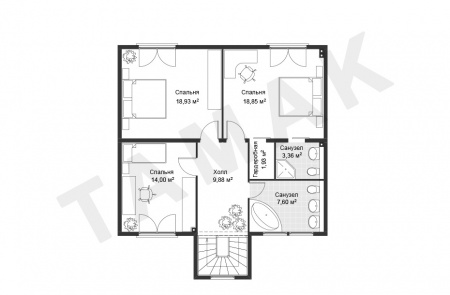 Спальня
18,93 м²
Спальня
18,85 м²
Гардеробная
1,93 м²
Санузел
3,36 м²
Спальня
14,00 м²
Холл
9,88 м²
Санузел
7,60 м²
TAMAK